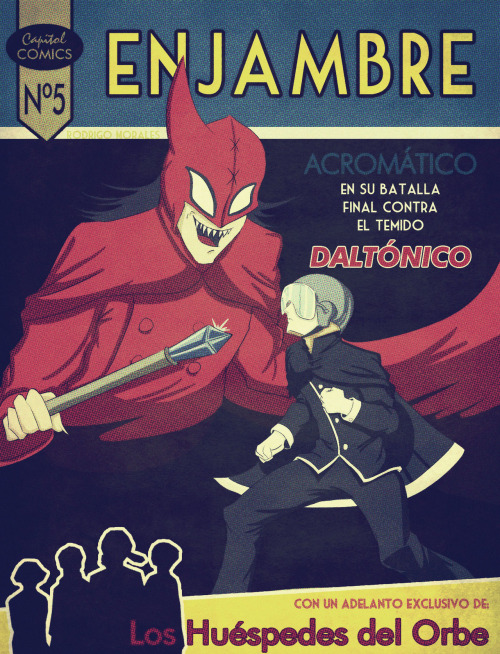 Capitol
COMICS
Nº5
ENJAMBRE
RODRIGO MORALES
ACROMÁTICO
EN SU BATALLA
FINAL CONTRA
EL TEMIDO
DALTÓNICO
CON UN ADELANTO EXCLUSIVO DE:
Los Huéspedes del Orbe